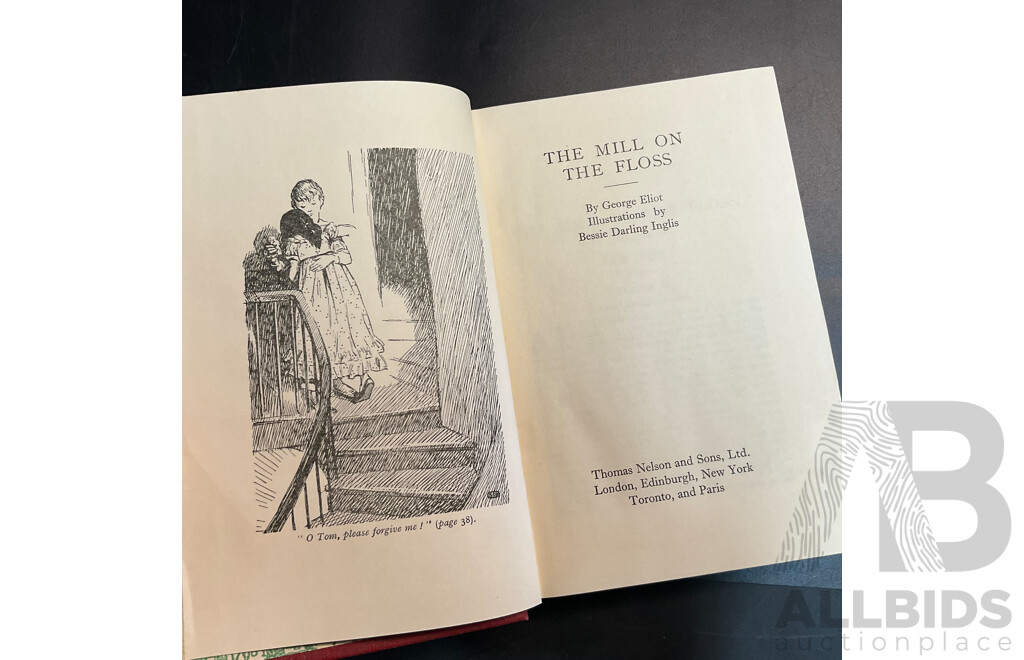 THE MILL ON
THE FLOSS
By George Eliot
Illustrations by
Bessie Darling Inglis
Thomas Nelson and Sons, Ltd.
London, Edinburgh, New York
Toronto, and Paris
" O Tom, please forgive me ! " (page 38).
AB
ALLBIDS
auctionplace